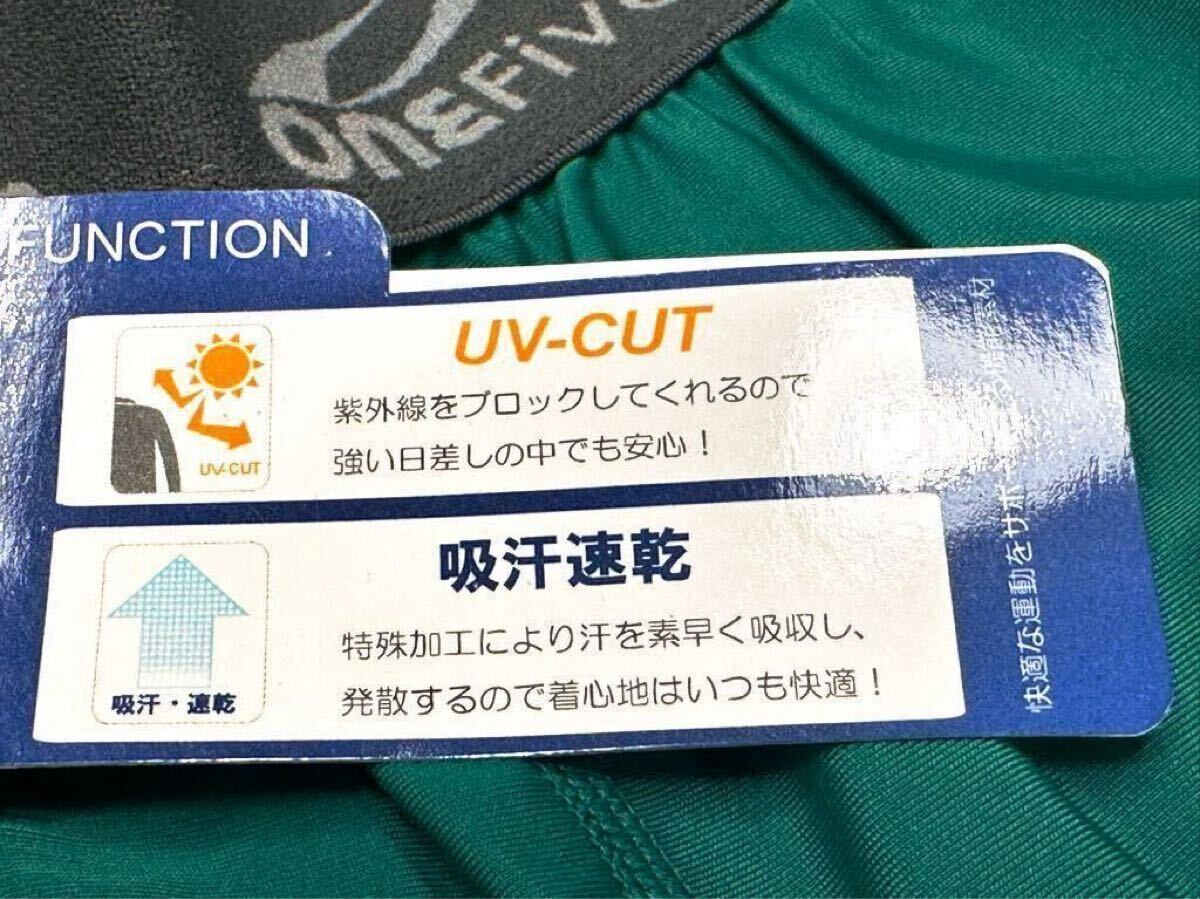 ONEFive
FUNCTION
UV-CUT
紫外線をブロックしてくれるので
強い日差しの中でも安心！
UV-CUT
吸汗速乾
特殊加工により汗を素早く吸収し、
発散するので着心地はいつも快適！
吸汗・速乾
快適な運動をサポ
機能素材